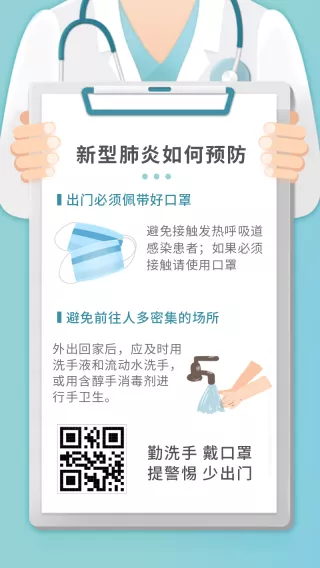 新型肺炎如何预防
出门必须佩带好口罩
避免接触发热呼吸道
感染患者；如果必须
接触请使用口罩
避免前往人多密集的场所
外出回家后，应及时用
洗手液和流动水洗手，
或用含醇手消毒剂进
行手卫生。
勤洗手 戴口罩
提警惕 少出门